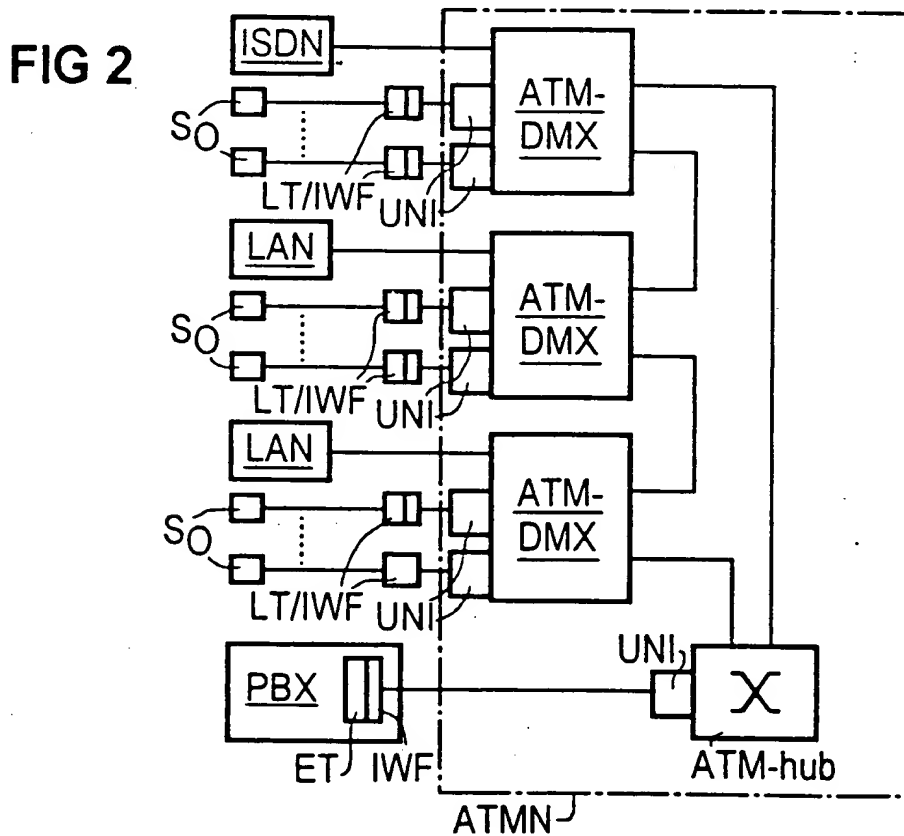 FIG 2
ISDN
ATM-
DMX
SO
LT/IWF
UNI
LAN
ATM-
DMX
SO
LT/IWF
UNI
LAN
ATM-
DMX
SO
LT/IWF
UNI
PBX
UNI
ET
IWF
ATM-hub
ATMN